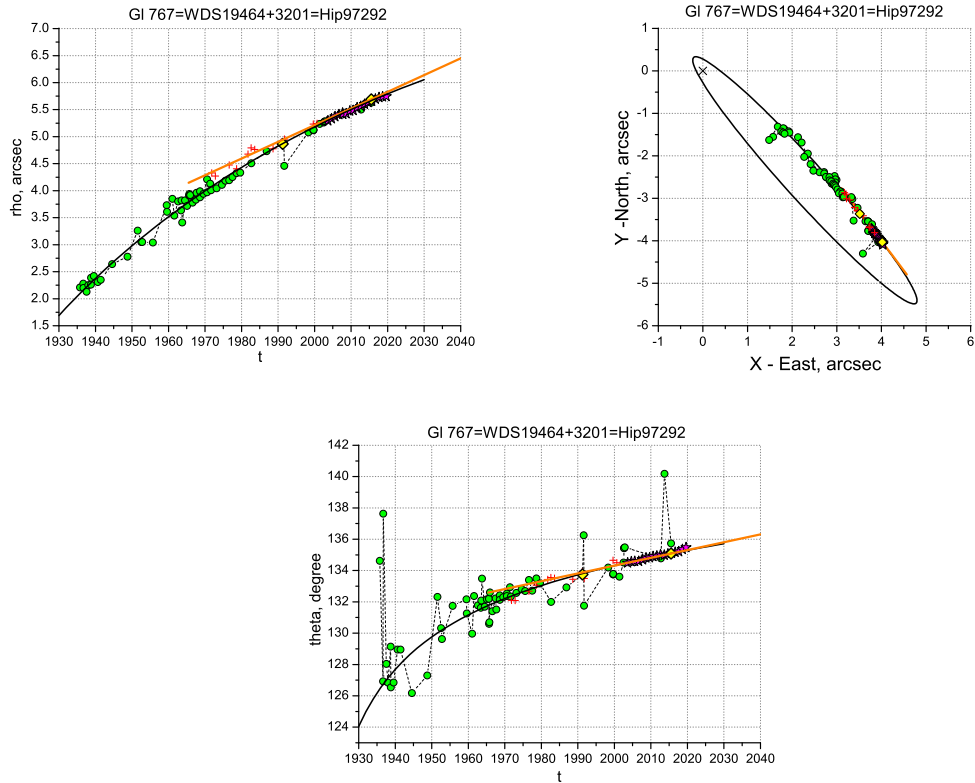 Gl 767=WDS19464+3201=Hip97292
7.0
6.5
6.0
5.5
5.0
4.5
4.0
3.5
3.0
2.5
2.0
1.5
rho, arcsec
1930 1940 1950 1960 1970 1980 1990 2000 2010 2020 2030 2040
t
Gl 767=WDS19464+3201=Hip97292
1
0
-1
-2
-3
-4
-5
-6
Y -North, arcsec
-1 0 1 2 3 4 5 6
X - East, arcsec
Gl 767=WDS19464+3201=Hip97292
142
140
138
136
134
132
130
128
126
124
theta, degree
1930 1940 1950 1960 1970 1980 1990 2000 2010 2020 2030 2040
t